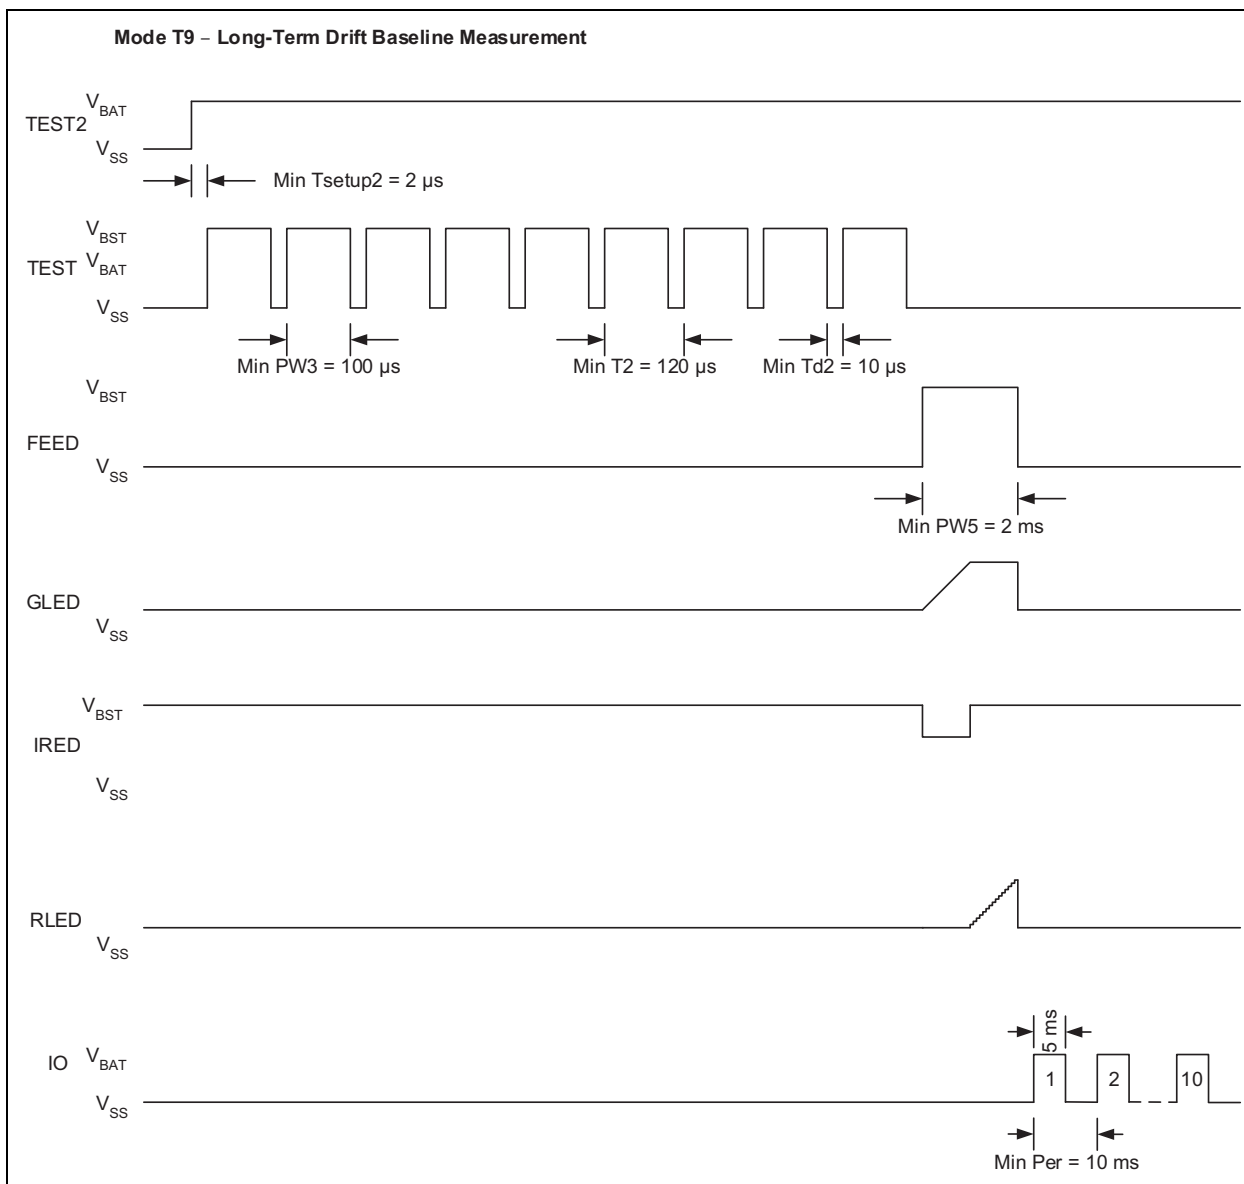 Mode T9 – Long-Term Drift Baseline Measurement
VBAT
TEST2
VSS
Min Tsetup2 = 2 µs
VBST
TEST VBAT
VSS
Min PW3 = 100 µs Min T2 = 120 µs Min Td2 = 10 µs
VBST
FEED
VSS
Min PW5 = 2 ms
GLED
VSS
VBST
IRED
VSS
RLED
VSS
5 ms
IO VBAT
1 2 10
VSS
Min Per = 10 ms